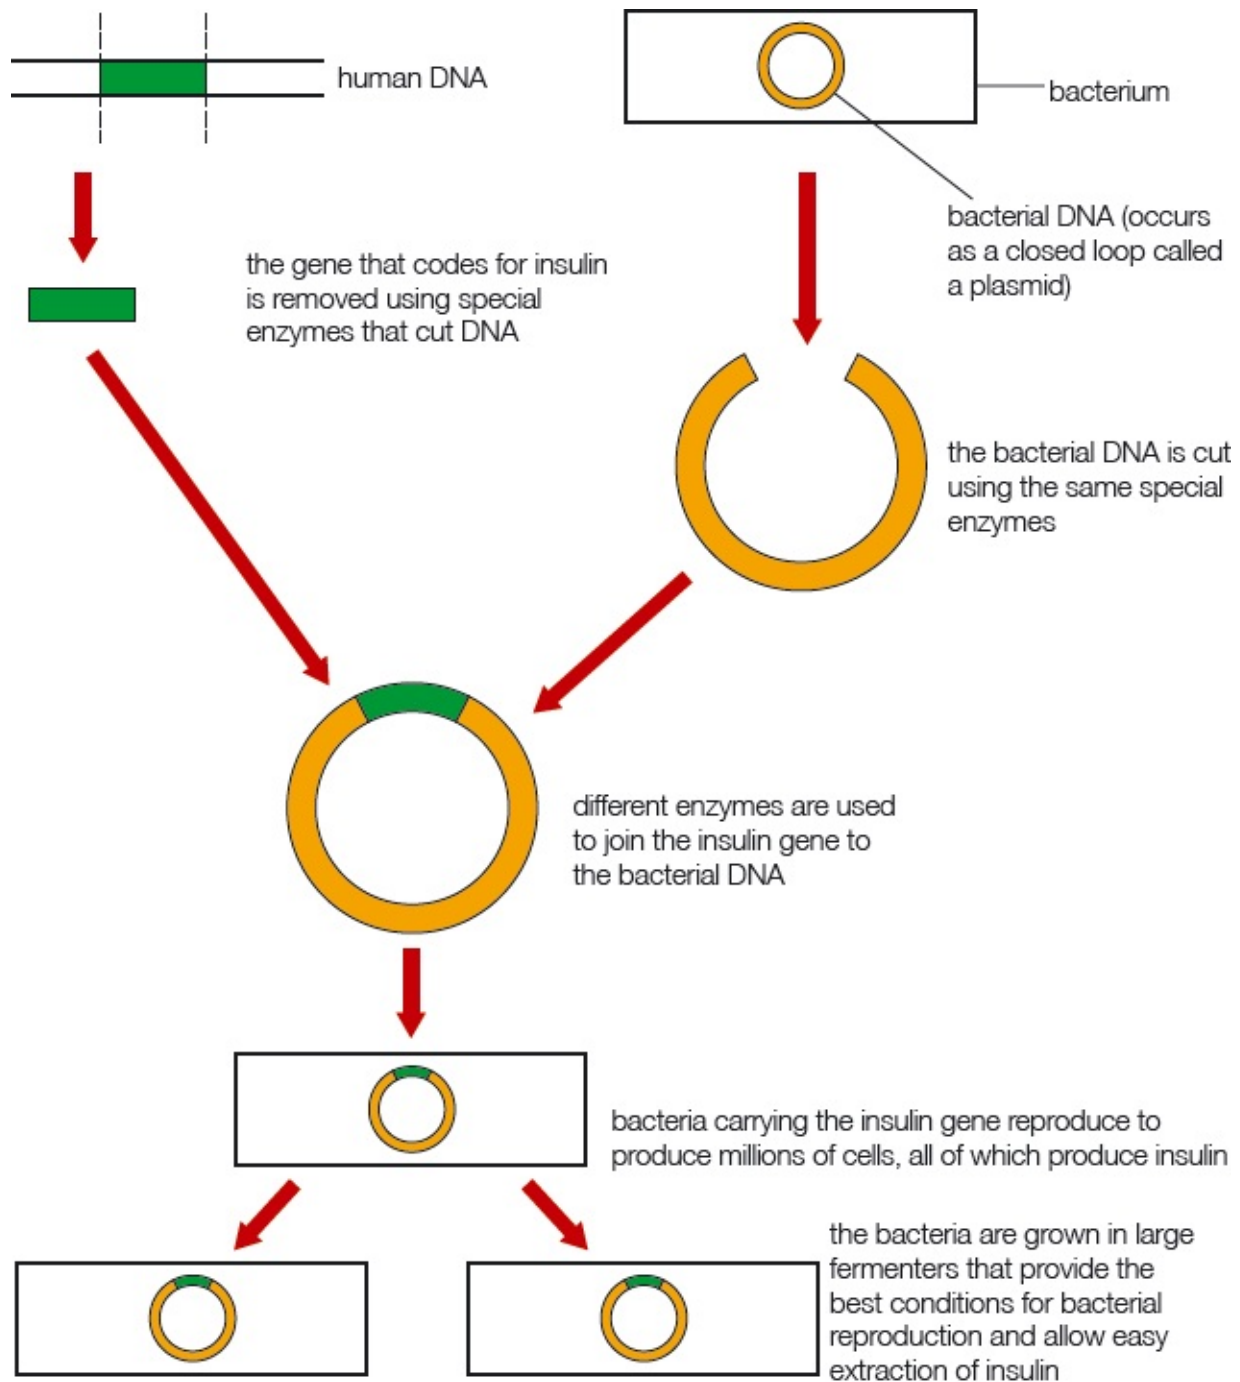 human DNA
bacterium
bacterial DNA (occurs
as a closed loop called
a plasmid)
the gene that codes for insulin
is removed using special
enzymes that cut DNA
the bacterial DNA is cut
using the same special
enzymes
different enzymes are used
to join the insulin gene to
the bacterial DNA
bacteria carrying the insulin gene reproduce to
produce millions of cells, all of which produce insulin
the bacteria are grown in large
fermenters that provide the
best conditions for bacterial
reproduction and allow easy
extraction of insulin